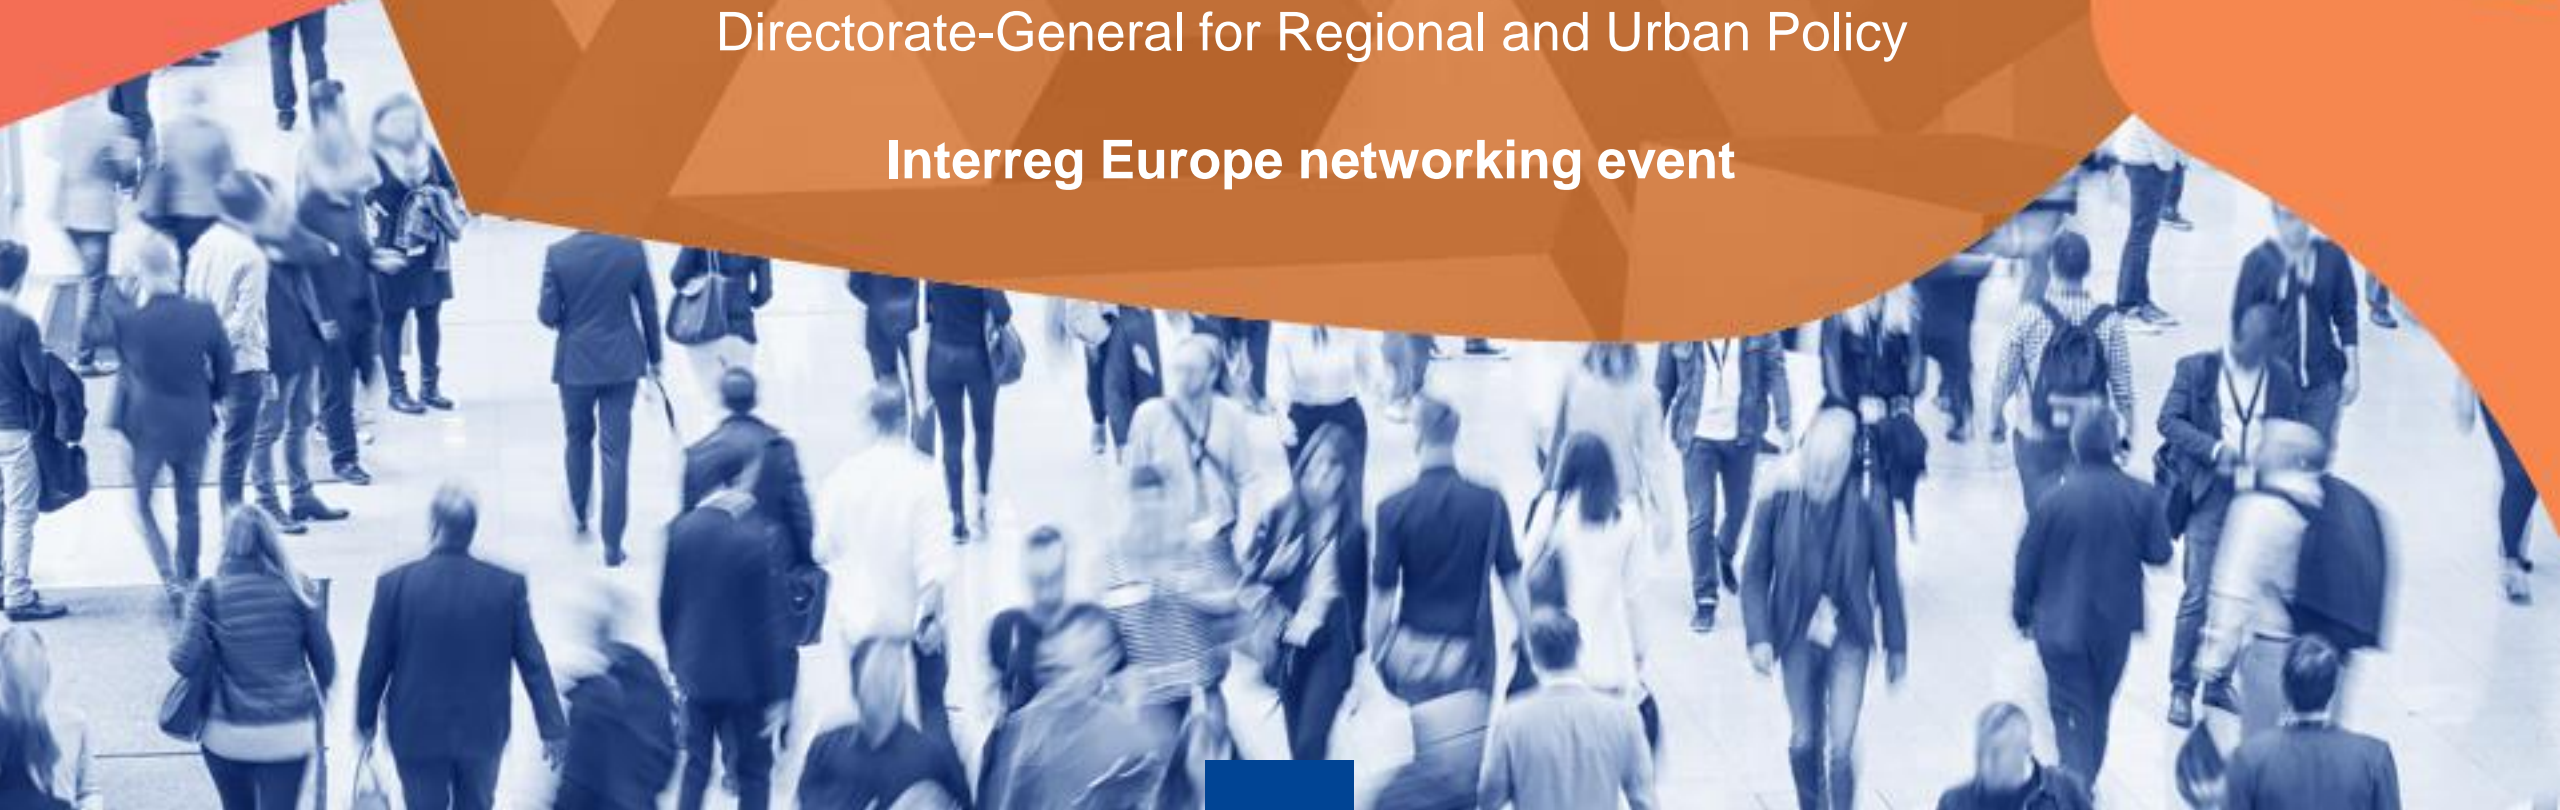 Directorate-General for Regional and Urban Policy
Interreg Europe networking event